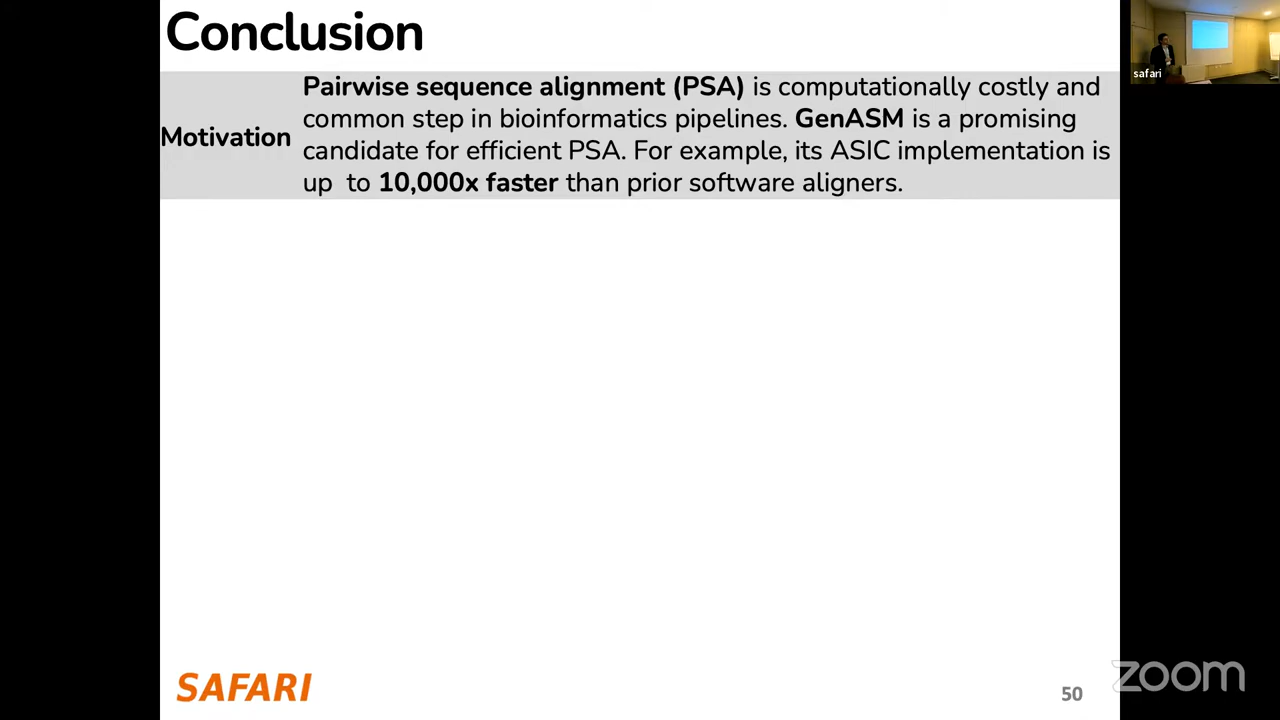 Conclusion
safari
Motivation
Pairwise sequence alignment (PSA) is computationally costly and
common step in bioinformatics pipelines. GenASM is a promising
candidate for efficient PSA. For example, its ASIC implementation is
up to 10,000x faster than prior software aligners.
SAFARI
50
zoom